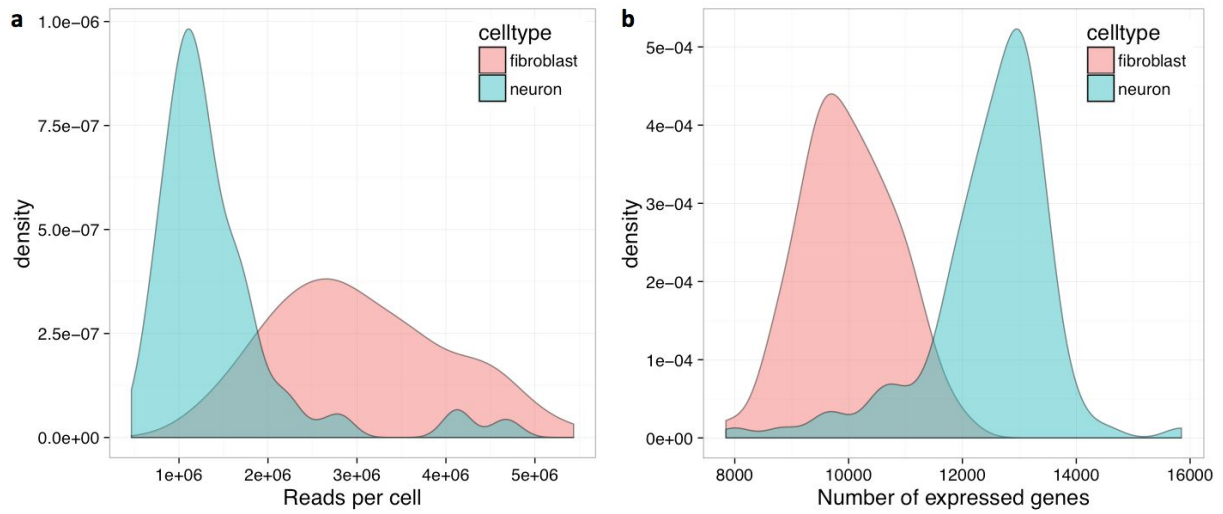 a
1.0e−06
7.5e−07
5.0e−07
2.5e−07
0.0e+00
density
celltype
fibroblast
neuron
1e+06 2e+06 3e+06 4e+06 5e+06
Reads per cell
b
5e−04
4e−04
3e−04
2e−04
1e−04
0e+00
density
celltype
fibroblast
neuron
8000 10000 12000 14000 16000
Number of expressed genes